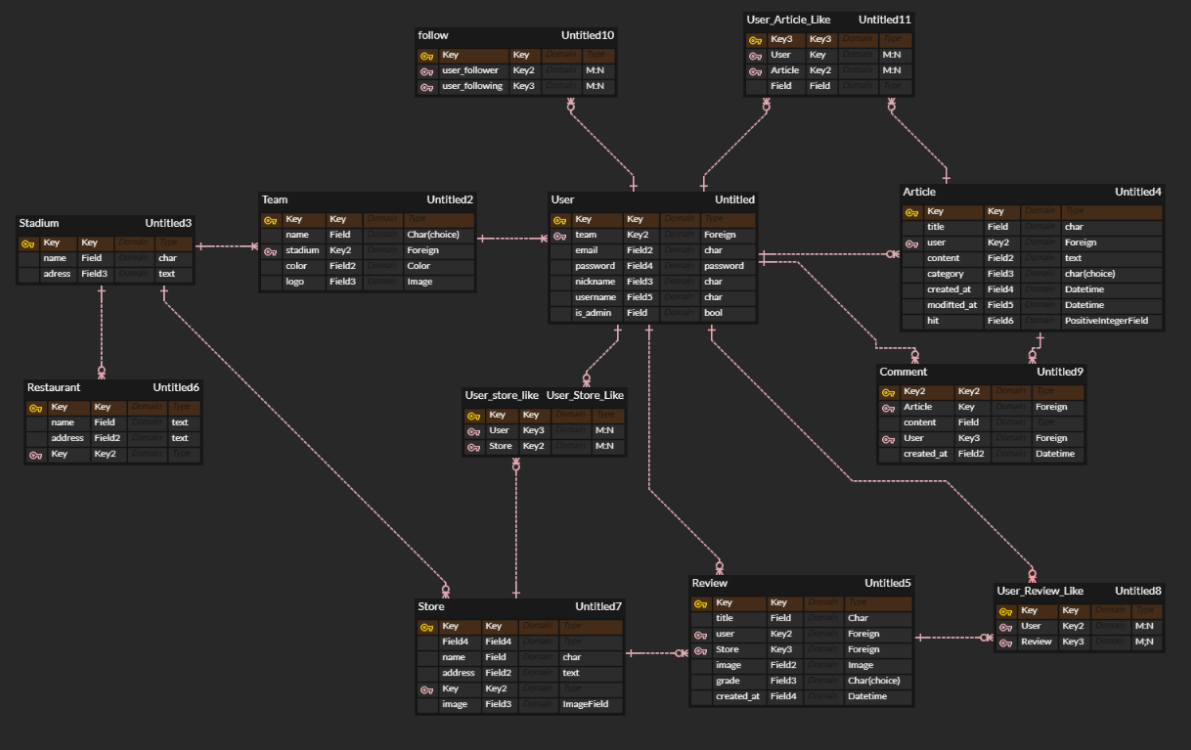 follow Untitled10
Key Key Domain Type
user_follower Key2 Domain M:N
user_following Key3 Domain M:N
User_Article_Like Untitled11
Key3 Key3 Domain Type
User Key Domain M:N
Article Key2 Domain M:N
Field Field Domain Type
Stadium Untitled3
Key Key Domain Type
name Field Domain char
adress Field3 Domain text
Team Untitled2
Key Key Domain Type
name Field Domain Char(choice)
stadium Key2 Domain Foreign
color Field2 Domain Color
logo Field3 Domain Image
User Untitled
Key Key Domain Type
team Key2 Domain Foreign
email Field2 Domain char
password Field4 Domain password
nickname Field3 Domain char
username Field5 Domain char
is_admin Field Domain bool
Article Untitled4
Key Key Domain Type
title Field Domain char
user Key2 Domain Foreign
content Field2 Domain text
category Field3 Domain char(choice)
created_at Field4 Domain Datetime
modifted_at Field5 Domain Datetime
hit Field6 Domain PositiveIntegerField
Restaurant Untitled6
Key Key Domain Type
name Field Domain text
address Field2 Domain text
Key Key2 Domain Type
User_store_like User_Store_Like
Key Key Domain Type
User Key3 Domain M:N
Store Key2 Domain M:N
Comment Untitled9
Key2 Key2 Domain Type
Article Key Domain Foreign
content Field Domain Type
User Key3 Domain Foreign
created_at Field2 Domain Datetime
Store Untitled7
Key Key Domain Type
Field4 Field4 Domain Type
name Field Domain char
address Field2 Domain text
Key Key2 Domain Type
image Field3 Domain ImageField
Review Untitled5
Key Key Domain Type
title Field Domain Char
user Key2 Domain Foreign
Store Key3 Domain Foreign
image Field2 Domain Image
grade Field3 Domain Char(choice)
created_at Field4 Domain Datetime
User_Review_Like Untitled8
Key Key Domain Type
User Key2 Domain M:N
Review Key3 Domain M;N